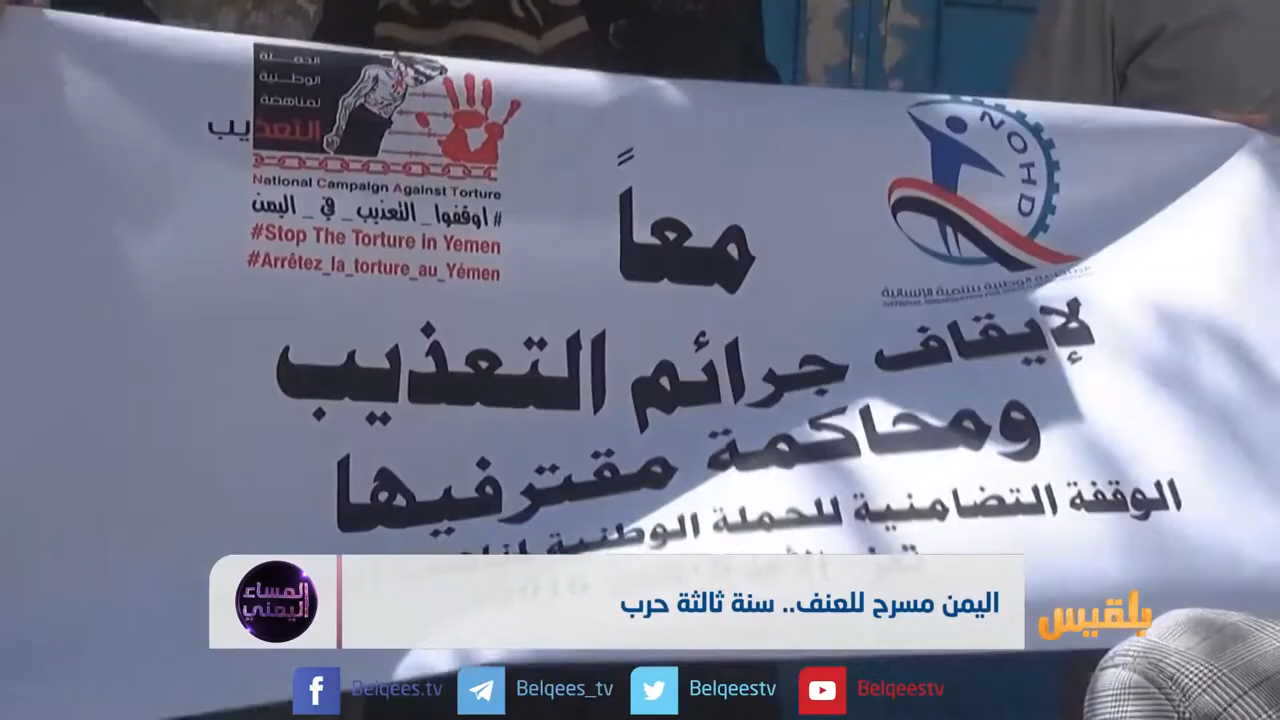 الحملة
الوطنية
لمناهضة
التعذيب
National Campaign Against Torture
#اوقفوا_التعذيب_في_اليمن
#Stop The Torture in Yemen
#Arrêtez_la_torture_au_Yémen
NOHD
معاً
لإيقاف جرائم التعذيب
ومحاكمة مقترفيها
الوقفة التضامنية للحملة الوطنية
المساء اليمني
اليمن مسرح للعنف.. سنة ثالثة حرب
بلقيس
Belqees.tv
Belqees_tv
Belqeestv
Belqeestv